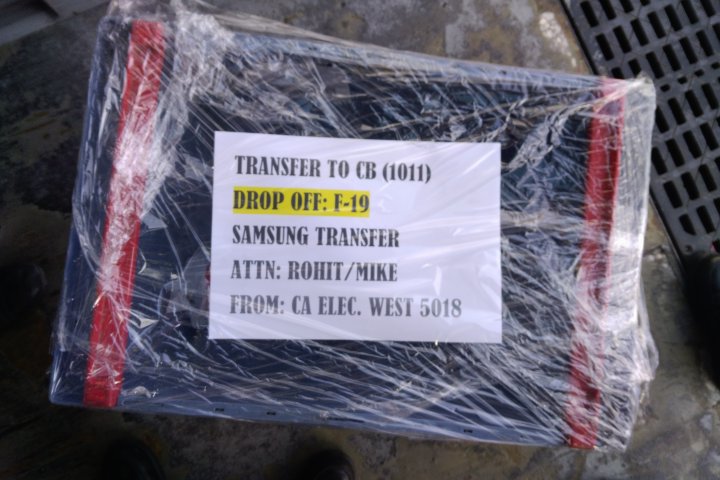 TRANSFER TO CB (1011)
DROP OFF: F-19
SAMSUNG TRANSFER
ATTN: ROHIT/MIKE
FROM: CA ELEC. WEST 5018